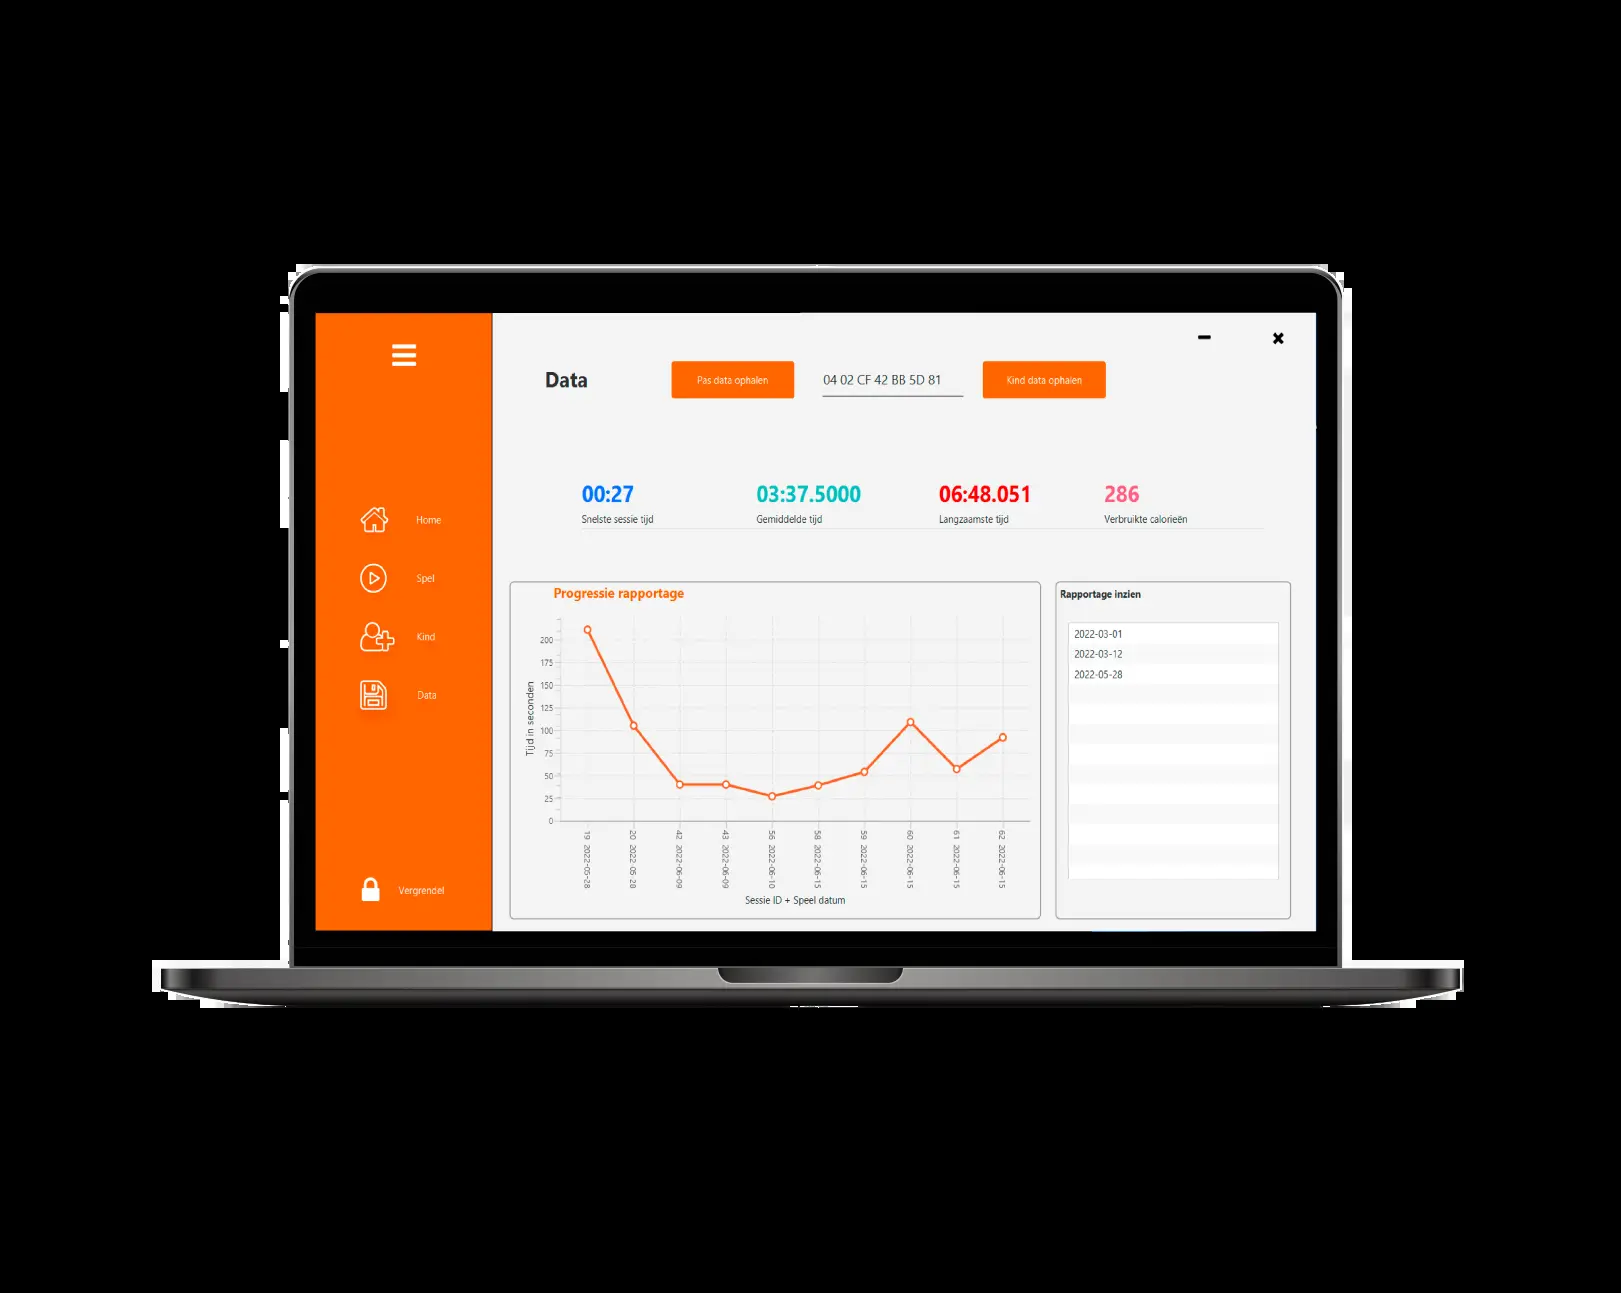 Data
Pas data ophalen
04 02 CF 42 BB 5D 81
Kind data ophalen
00:27
Snelste sessie tijd
03:37.5000
Gemiddelde tijd
06:48.051
Langzaamste tijd
286
Verbruikte calorieën
Home
Spel
Kind
Data
Vergrendel
Progressie rapportage
Tijd in seconden
200
175
150
125
100
75
50
25
0
19 2022-05-28
20 2022-05-28
42 2022-06-09
43 2022-06-09
56 2022-06-10
58 2022-06-15
59 2022-06-15
60 2022-06-15
61 2022-06-15
62 2022-06-15
Sessie ID + Speel datum
Rapportage inzien
2022-03-01
2022-03-12
2022-05-28